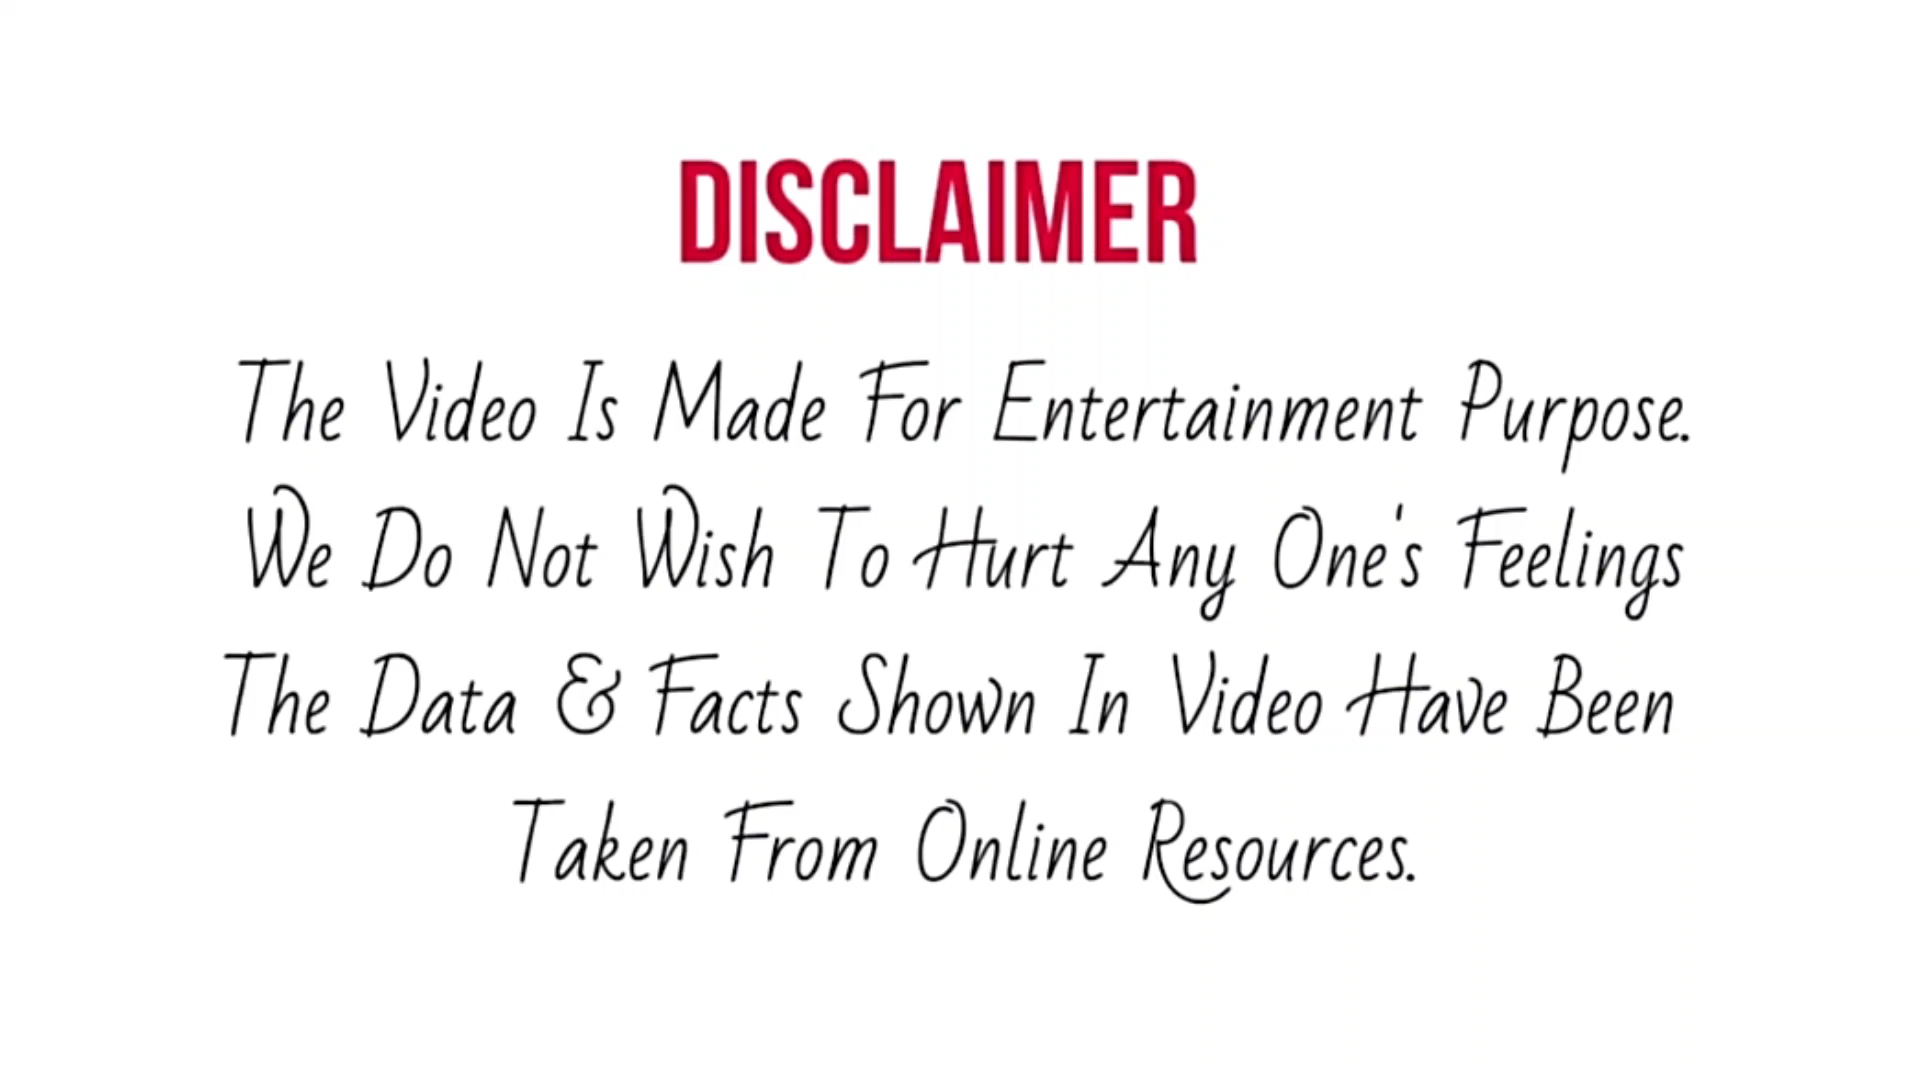 DISCLAIMER
The Video Is Made For Entertainment Purpose.
We Do Not Wish To Hurt Any One's Feelings
The Data & Facts Shown In Video Have Been
Taken From Online Resources.